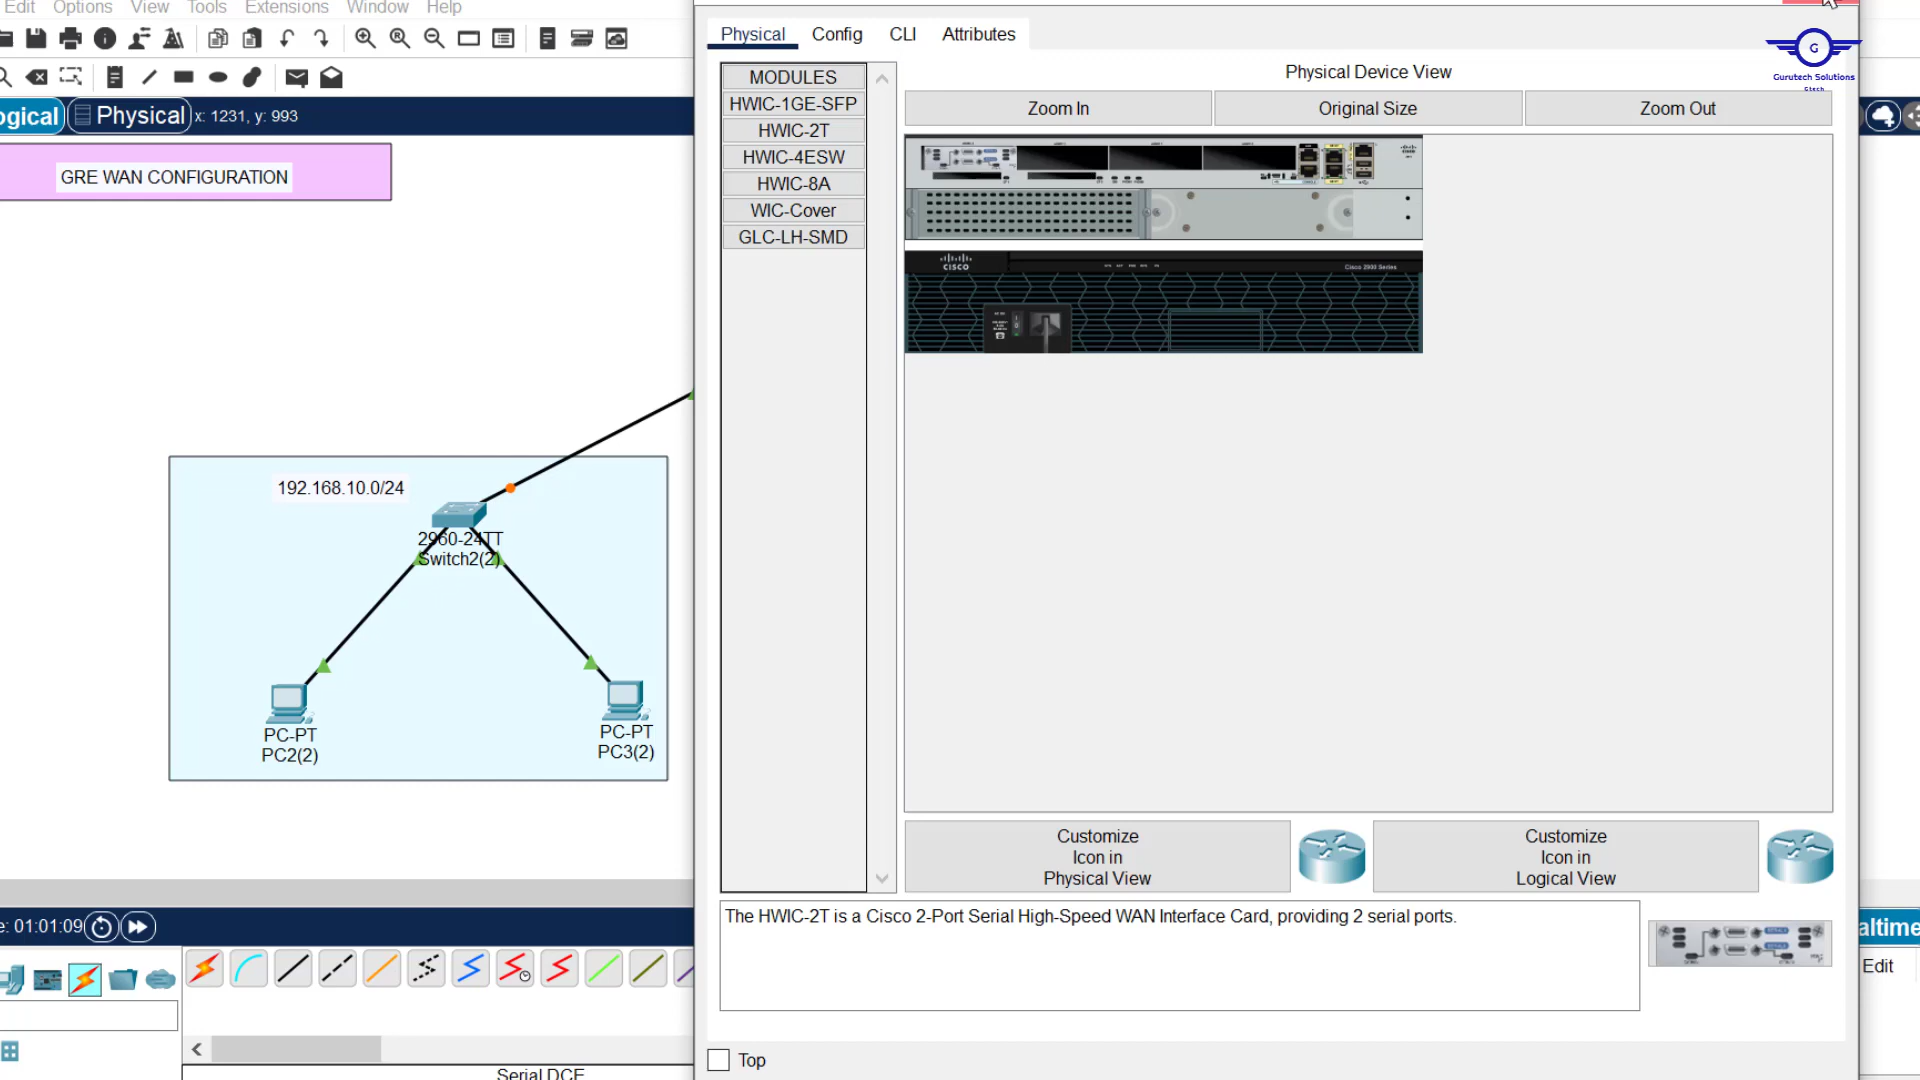 Edit Options View Tools Extensions Window Help
Physical Config CLI Attributes
G
Gurutech Solutions
Physical Device View
MODULES
HWIC-1GE-SFP
HWIC-2T
HWIC-4ESW
HWIC-8A
WIC-Cover
GLC-LH-SMD
Zoom In Original Size Zoom Out
ogical Physical x: 1231, y: 993
GRE WAN CONFIGURATION
CISCO
Cisco 2900 Series
192.168.10.0/24
2960-24TT
Switch2(2)
PC-PT
PC2(2)
PC-PT
PC3(2)
Customize
Icon in
Physical View
Customize
Icon in
Logical View
The HWIC-2T is a Cisco 2-Port Serial High-Speed WAN Interface Card, providing 2 serial ports.
e: 01:01:09
altime
Edit
Top
Serial DCE